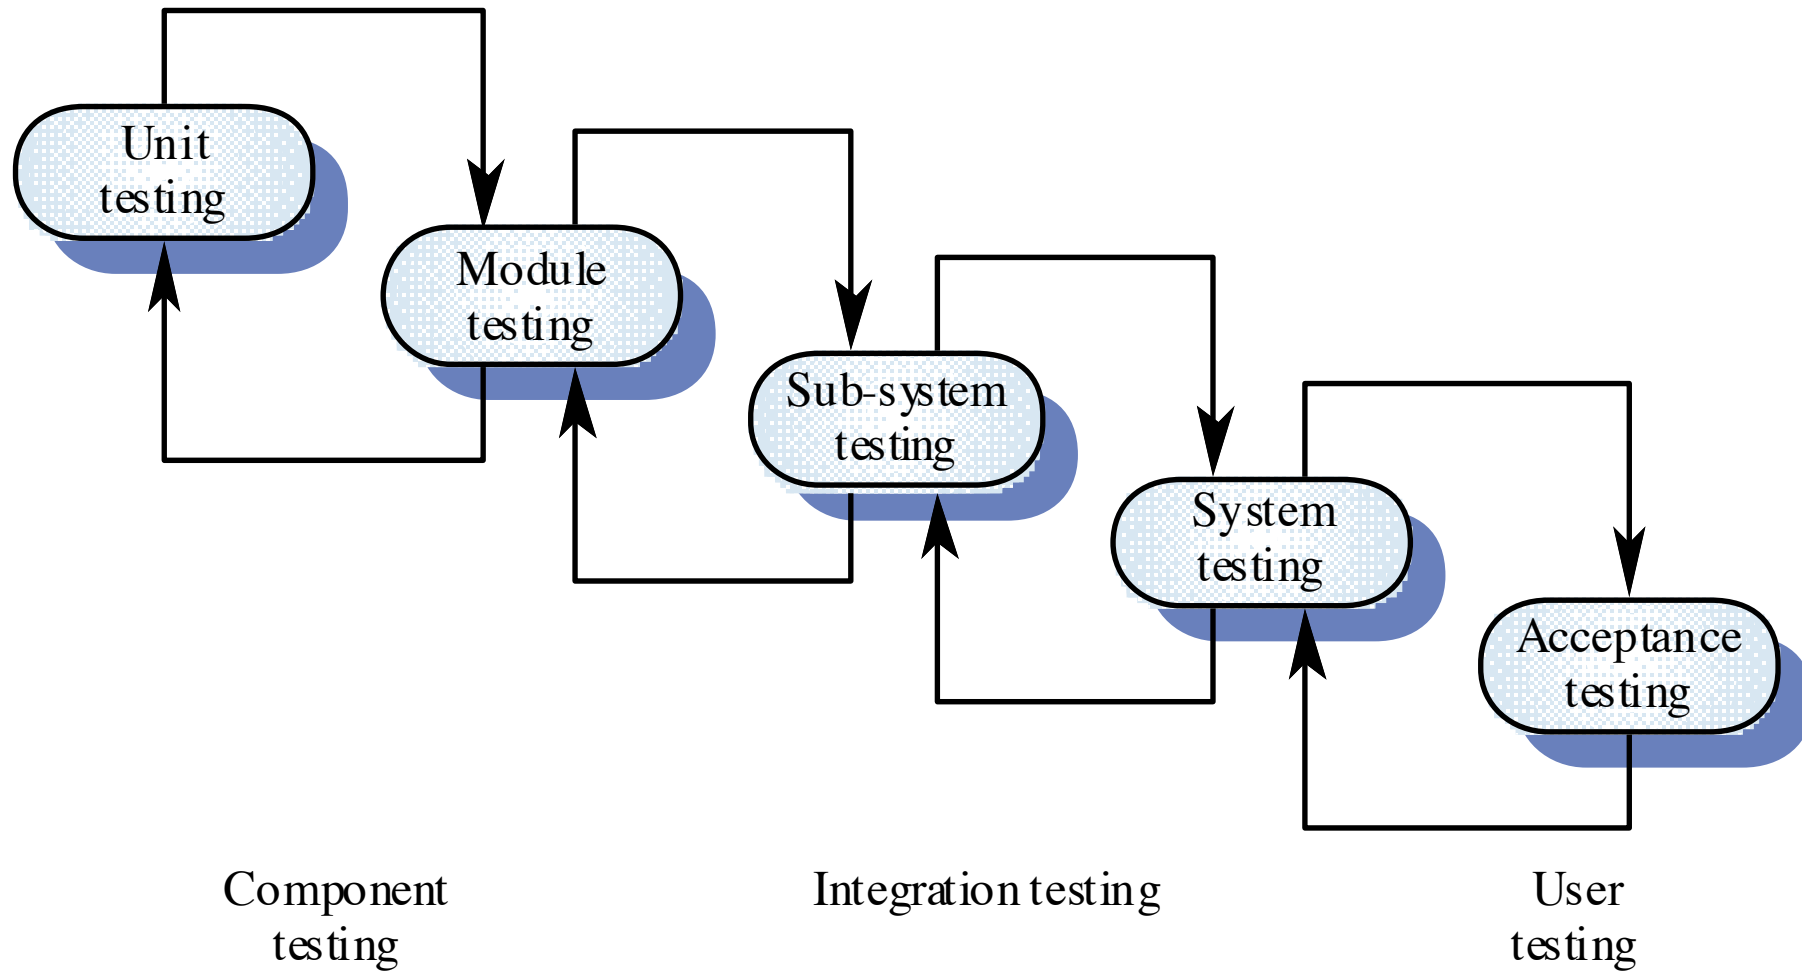 Unit
testing
Module
testing
Sub-system
testing
System
testing
Acceptance
testing
Component
testing
Integration testing
User
testing